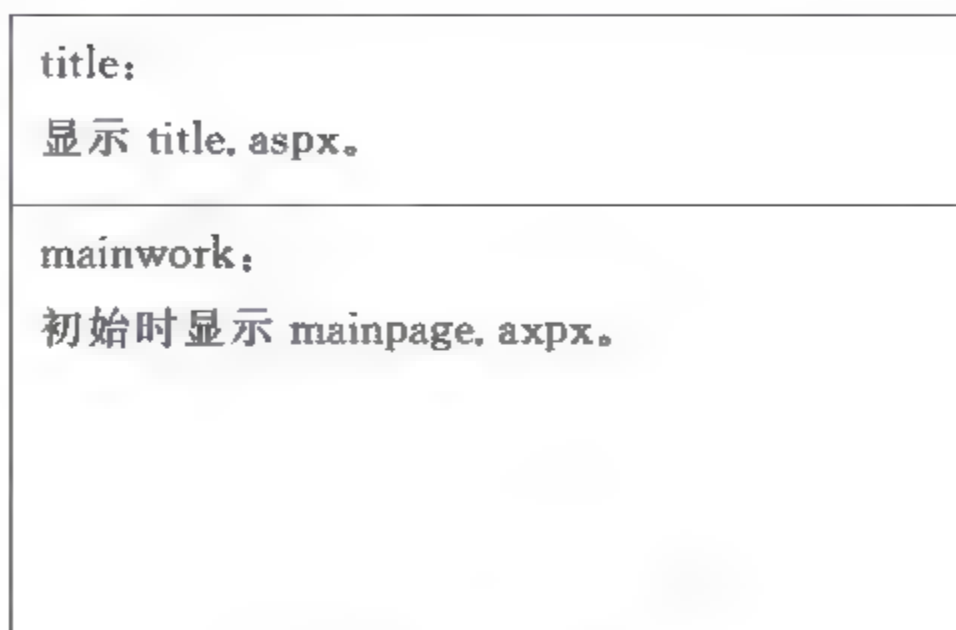 title：
显示 title. aspx。
mainwork：
初始时显示 mainpage. axpx。